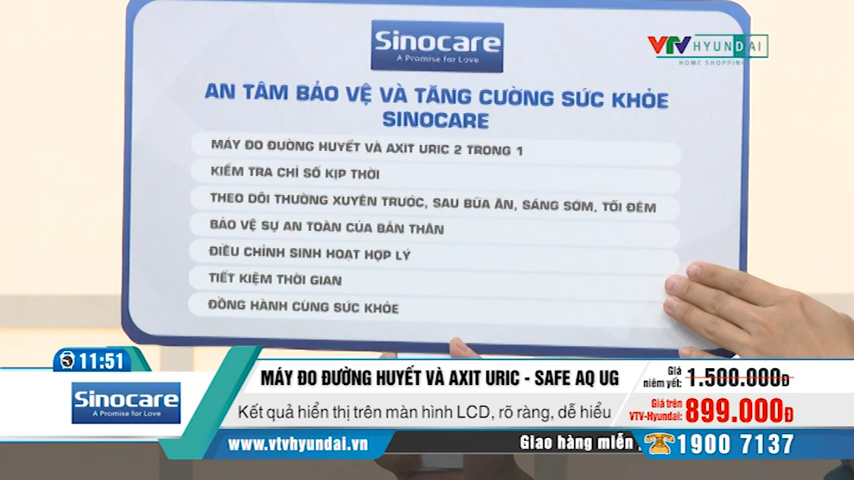 Sinocare
A Promise for Love
VTV HYUNDAI
HOME SHOPPING
AN TÂM BẢO VỆ VÀ TĂNG CƯỜNG SỨC KHỎE
SINOCARE
MÁY ĐO ĐƯỜNG HUYẾT VÀ AXIT URIC 2 TRONG 1
KIỂM TRA CHỈ SỐ KỊP THỜI
THEO DÕI THƯỜNG XUYÊN TRƯỚC, SAU BỮA ĂN, SÁNG SỚM, TỐI ĐÊM
BẢO VỆ SỰ AN TOÀN CỦA BẢN THÂN
ĐIỀU CHỈNH SINH HOẠT HỢP LÝ
TIẾT KIỆM THỜI GIAN
ĐỒNG HÀNH CÙNG SỨC KHỎE
11:51
Sinocare
A Promise for Love
MÁY ĐO ĐƯỜNG HUYẾT VÀ AXIT URIC - SAFE AQ UG
Kết quả hiển thị trên màn hình LCD, rõ ràng, dễ hiểu
Giá niêm yết: 1.500.000Đ
Giá trên VTV-Hyundai: 899.000Đ
www.vtvhyundai.vn
Giao hàng miễn
1900 7137